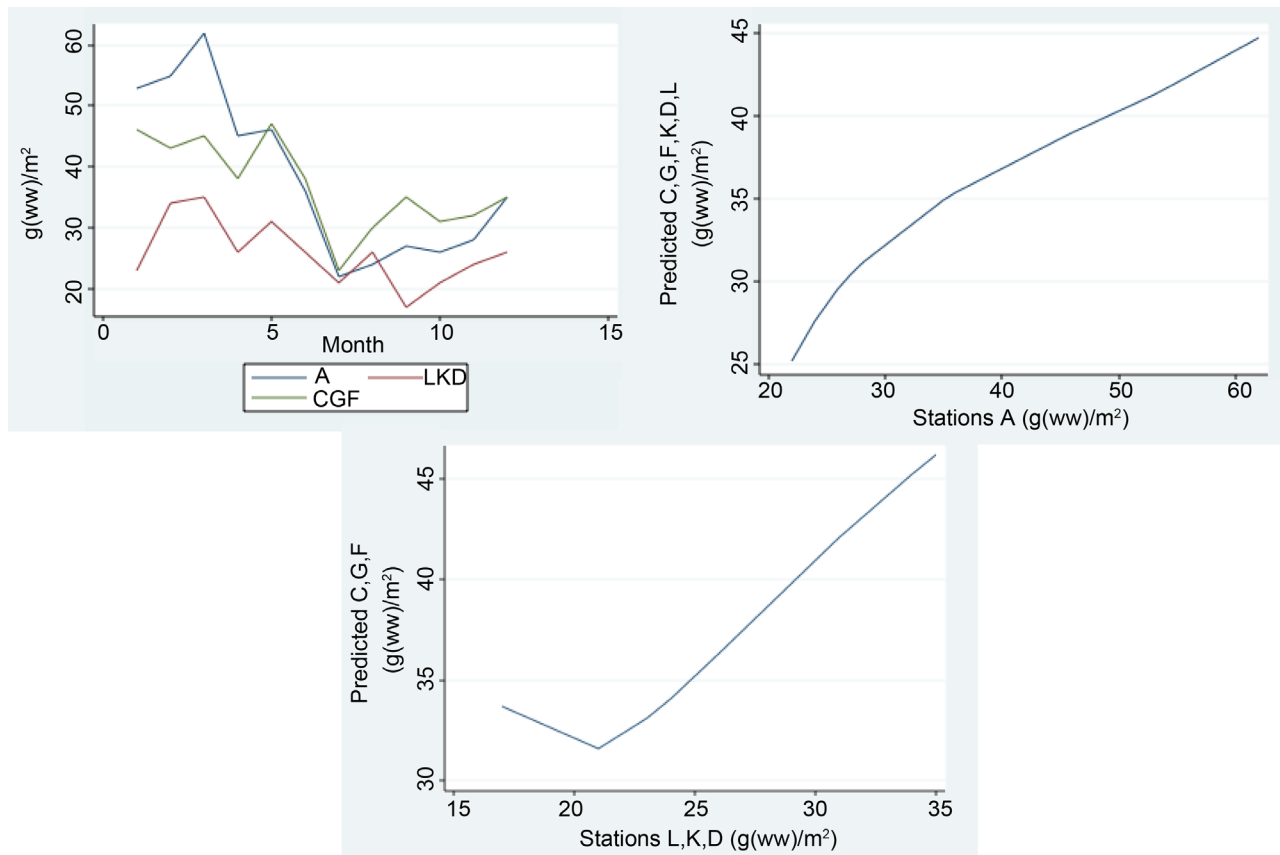 g(ww)/m²
60
50
40
30
20
0
5
10
15
Month
A
LKD
CGF
Predicted C,G,F,K,D,L
(g(ww)/m²)
45
40
35
30
25
20
30
40
50
60
Stations A (g(ww)/m²)
Predicted C,G,F
(g(ww)/m²)
45
40
35
30
15
20
25
30
35
Stations L,K,D (g(ww)/m²)